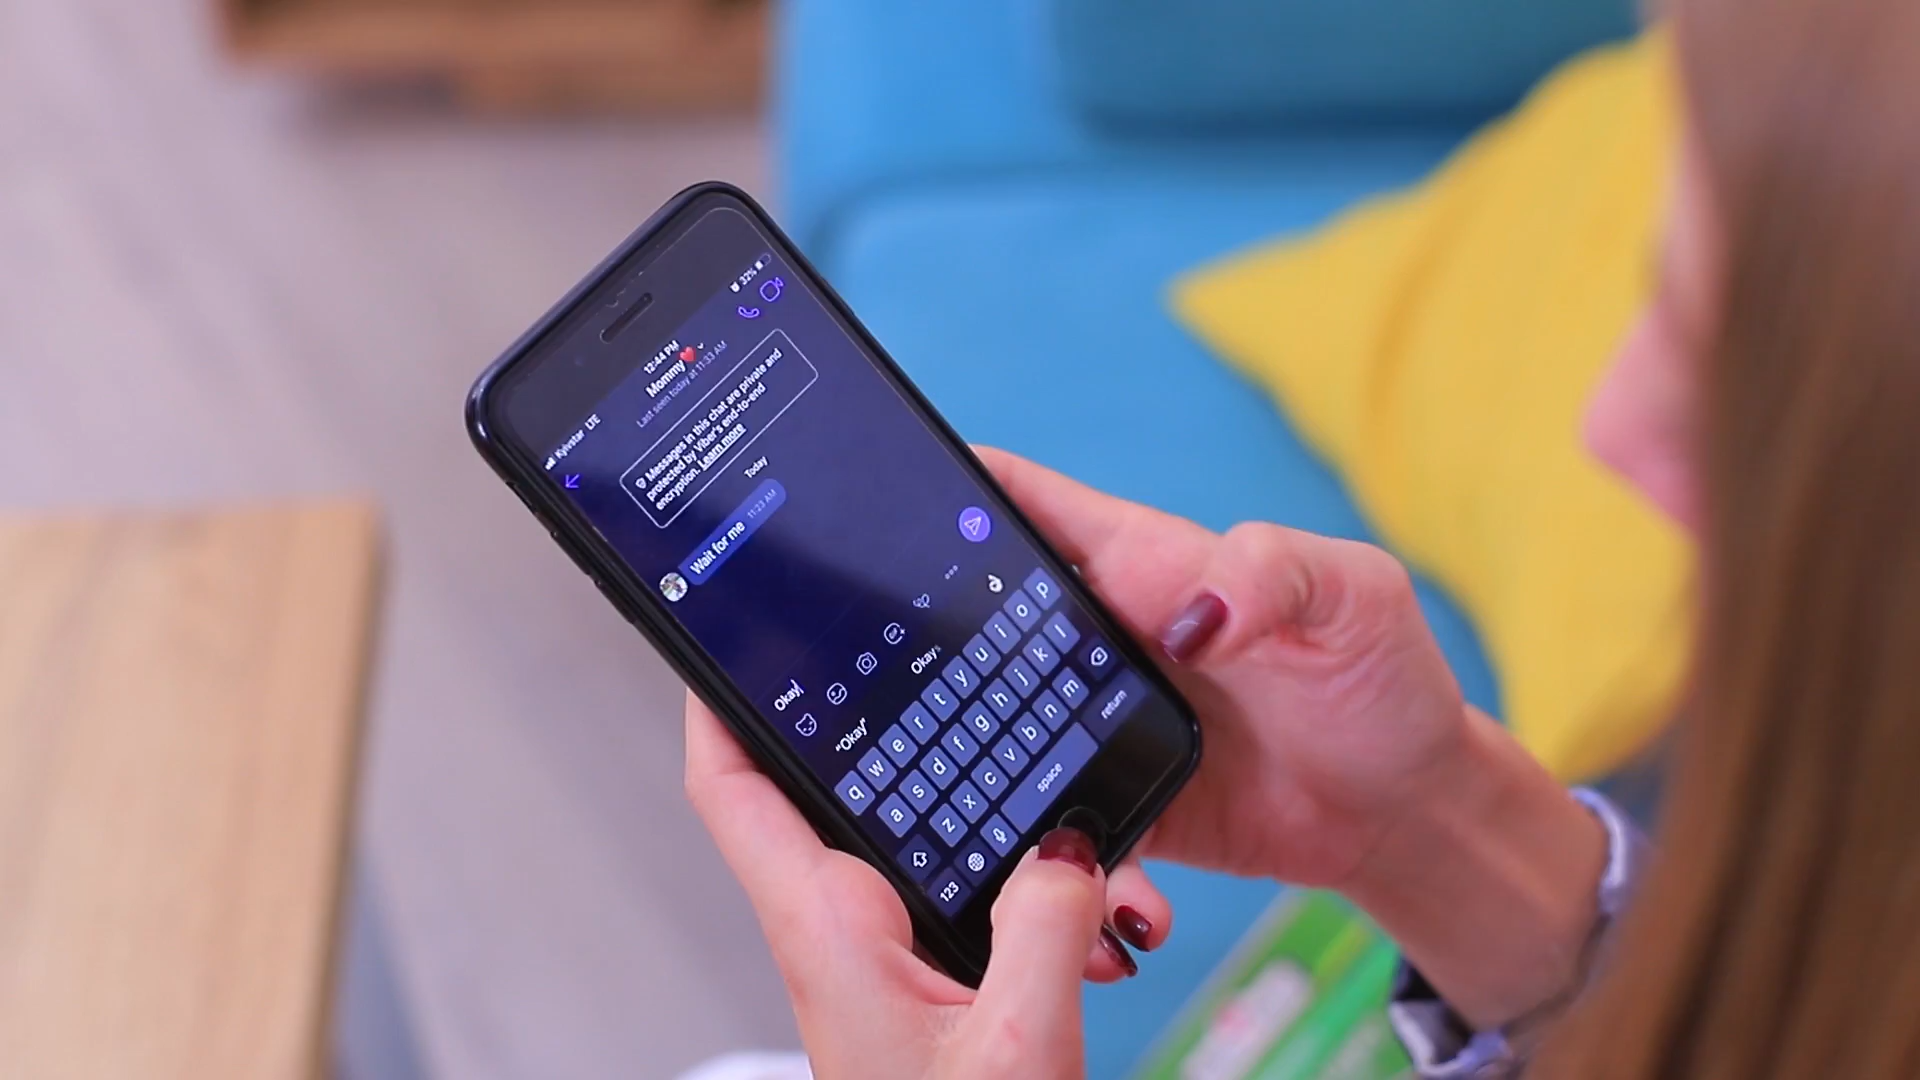 Kyivstar LTE
12:44 PM
32%
Mommy❤️
Last seen today at 11:33 AM
Messages in this chat are private and
protected by Viber's end-to-end
encryption. Learn more
Today
Wait for me 11:23 AM
Okay
GIF
"Okay" Okays 👌
q w e r t y u i o p
a s d f g h j k l
z x c v b n m
123 space return